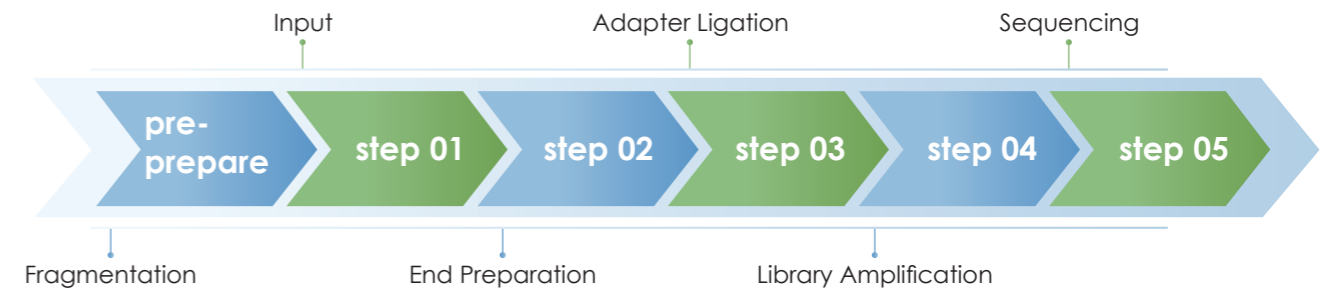 Input
Adapter Ligation
Sequencing
pre-
prepare
step 01
step 02
step 03
step 04
step 05
Fragmentation
End Preparation
Library Amplification